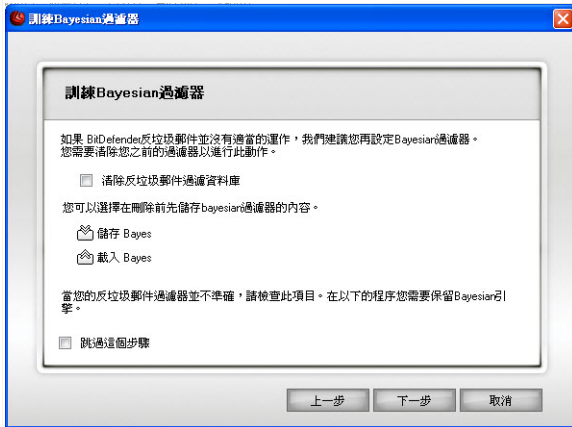 訓練Bayesian過濾器
訓練Bayesian過濾器
如果 BitDefender反垃圾郵件並沒有適當的運作，我們建議您再設定Bayesian過濾器。
您需要清除您之前的過濾器以進行此動作。
清除反垃圾郵件過濾資料庫
您可以選擇在刪除前先儲存bayesian過濾器的內容。
儲存 Bayes
載入 Bayes
當您的反垃圾郵件過濾器並不準確，請檢查此項目。在以下的程序您需要保留Bayesian引
擎。
跳過這個步驟
上一步 下一步 取消